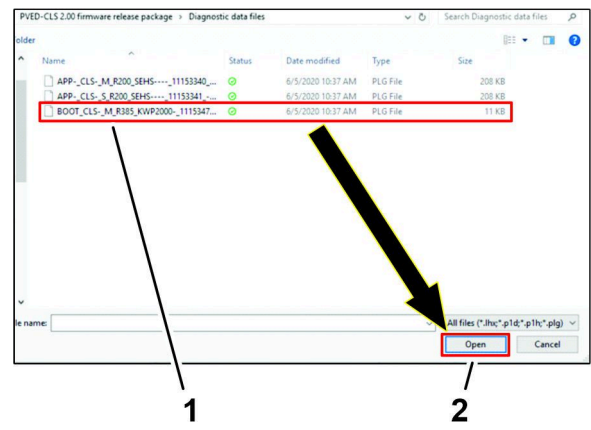 PVED-CLS 2.00 firmware release package › Diagnostic data files Search Diagnostic data files
older
Name Status Date modified Type Size
APP-_CLS-_M_R200_SEHS----_11153340_... 6/5/2020 10:37 AM PLG File 208 KB
APP-_CLS-_S_R200_SEHS----_11153341_-... 6/5/2020 10:37 AM PLG File 208 KB
BOOT_CLS-_M_R385_KWP2000-_1115347... 6/5/2020 10:37 AM PLG File 11 KB
le name: All files (*.lhx;*.p1d;*.p1h;*.plg)
Open Cancel
1 2